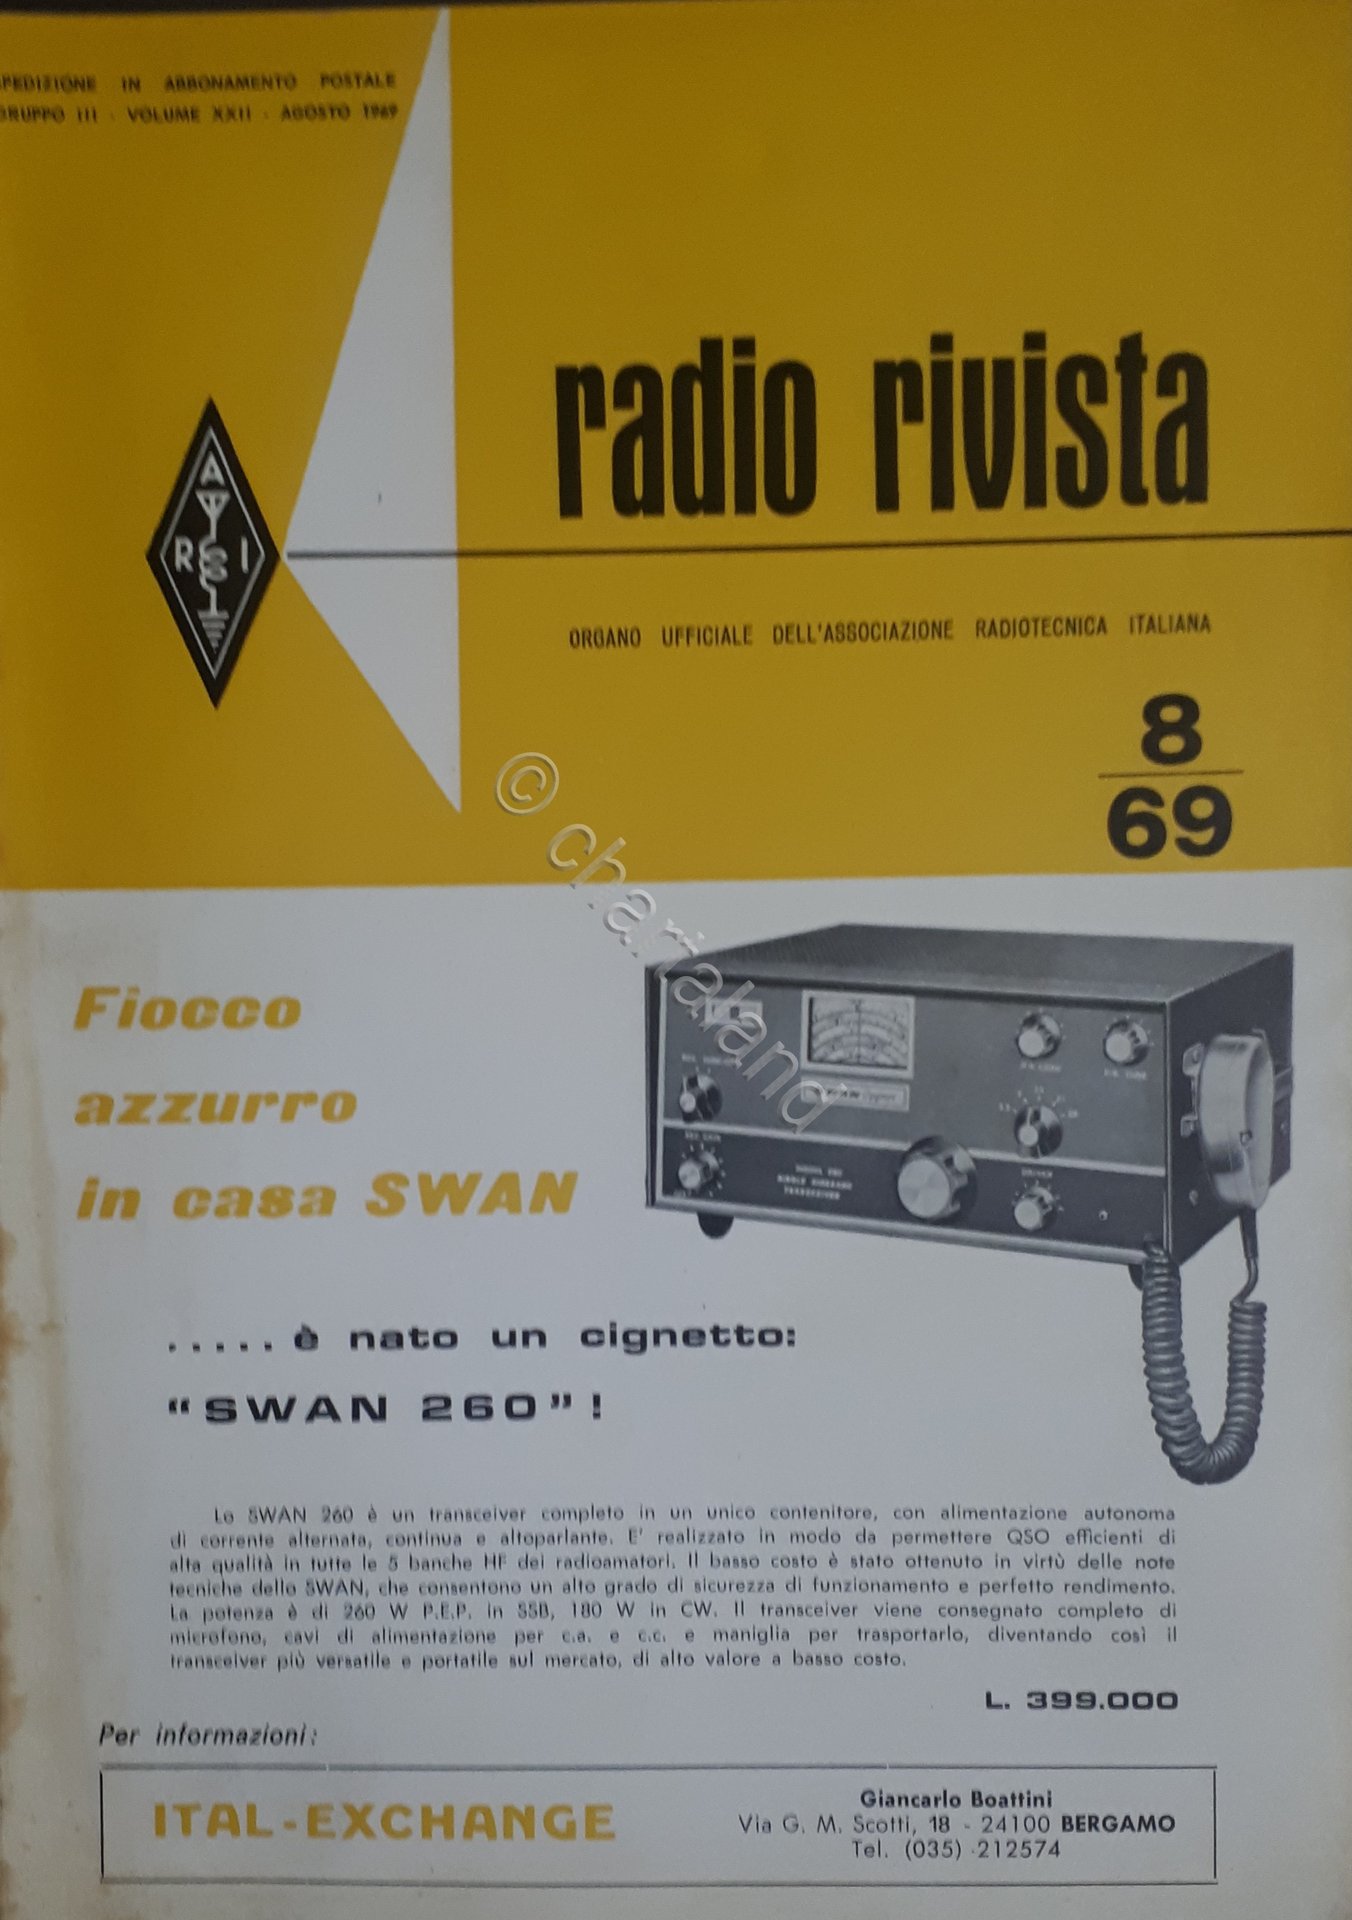 SPEDIZIONE IN ABBONAMENTO POSTALE
GRUPPO III - VOLUME XXII - AGOSTO 1969
radio rivista
A
R I
ORGANO UFFICIALE DELL'ASSOCIAZIONE RADIOTECNICA ITALIANA
8
69
© chartaland
Fiocco
azzurro
in casa SWAN
..... è nato un cignetto:
“SWAN 260”!
Lo SWAN 260 è un transceiver completo in un unico contenitore, con alimentazione autonoma
di corrente alternata, continua e altoparlante. E' realizzato in modo da permettere QSO efficienti di
alta qualità in tutte le 5 banche HF dei radioamatori. Il basso costo è stato ottenuto in virtù delle note
tecniche dello SWAN, che consentono un alto grado di sicurezza di funzionamento e perfetto rendimento.
La potenza è di 260 W P.E.P. in SSB, 180 W in CW. Il transceiver viene consegnato completo di
microfono, cavi di alimentazione per c.a. e c.c. e maniglia per trasportarlo, diventando così il
transceiver più versatile e portatile sul mercato, di alto valore a basso costo.
L. 399.000
Per informazioni:
ITAL-EXCHANGE
Giancarlo Boattini
Via G. M. Scotti, 18 - 24100 BERGAMO
Tel. (035) 212574